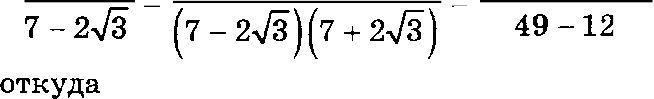 7 − 2√3 − (7 − 2√3)(7 + 2√3) − 49 − 12
откуда